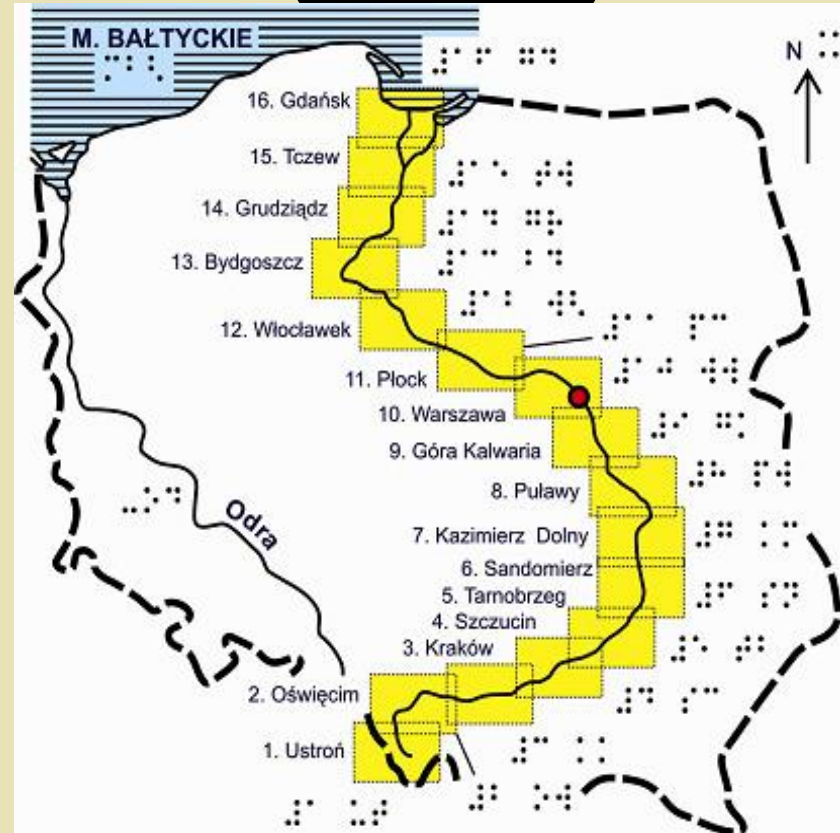 M. BAŁTYCKIE
N
16. Gdańsk
15. Tczew
14. Grudziądz
13. Bydgoszcz
12. Włocławek
11. Płock
10. Warszawa
9. Góra Kalwaria
8. Puławy
7. Kazimierz Dolny
6. Sandomierz
5. Tarnobrzeg
4. Szczucin
3. Kraków
2. Oświęcim
1. Ustroń
Odra